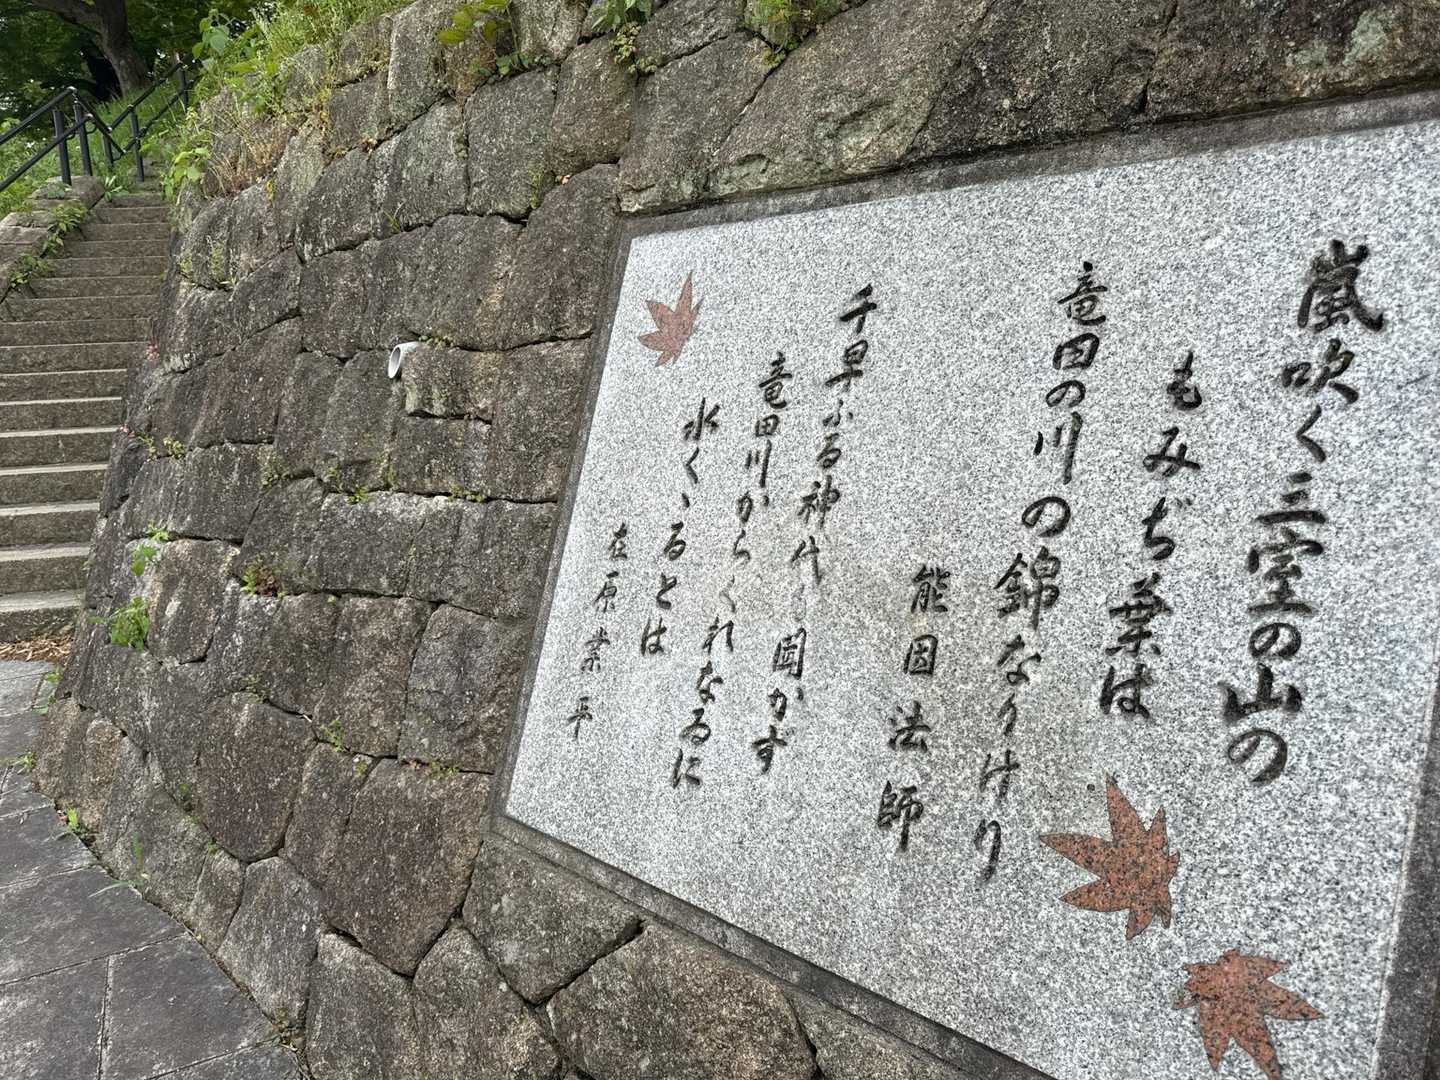 嵐吹く三室の山の
もみぢ葉は
竜田の川の錦なりけり
能因法師
千早ふる神代も聞かず
竜田川からくれなゐに
水くゝるとは
在原業平